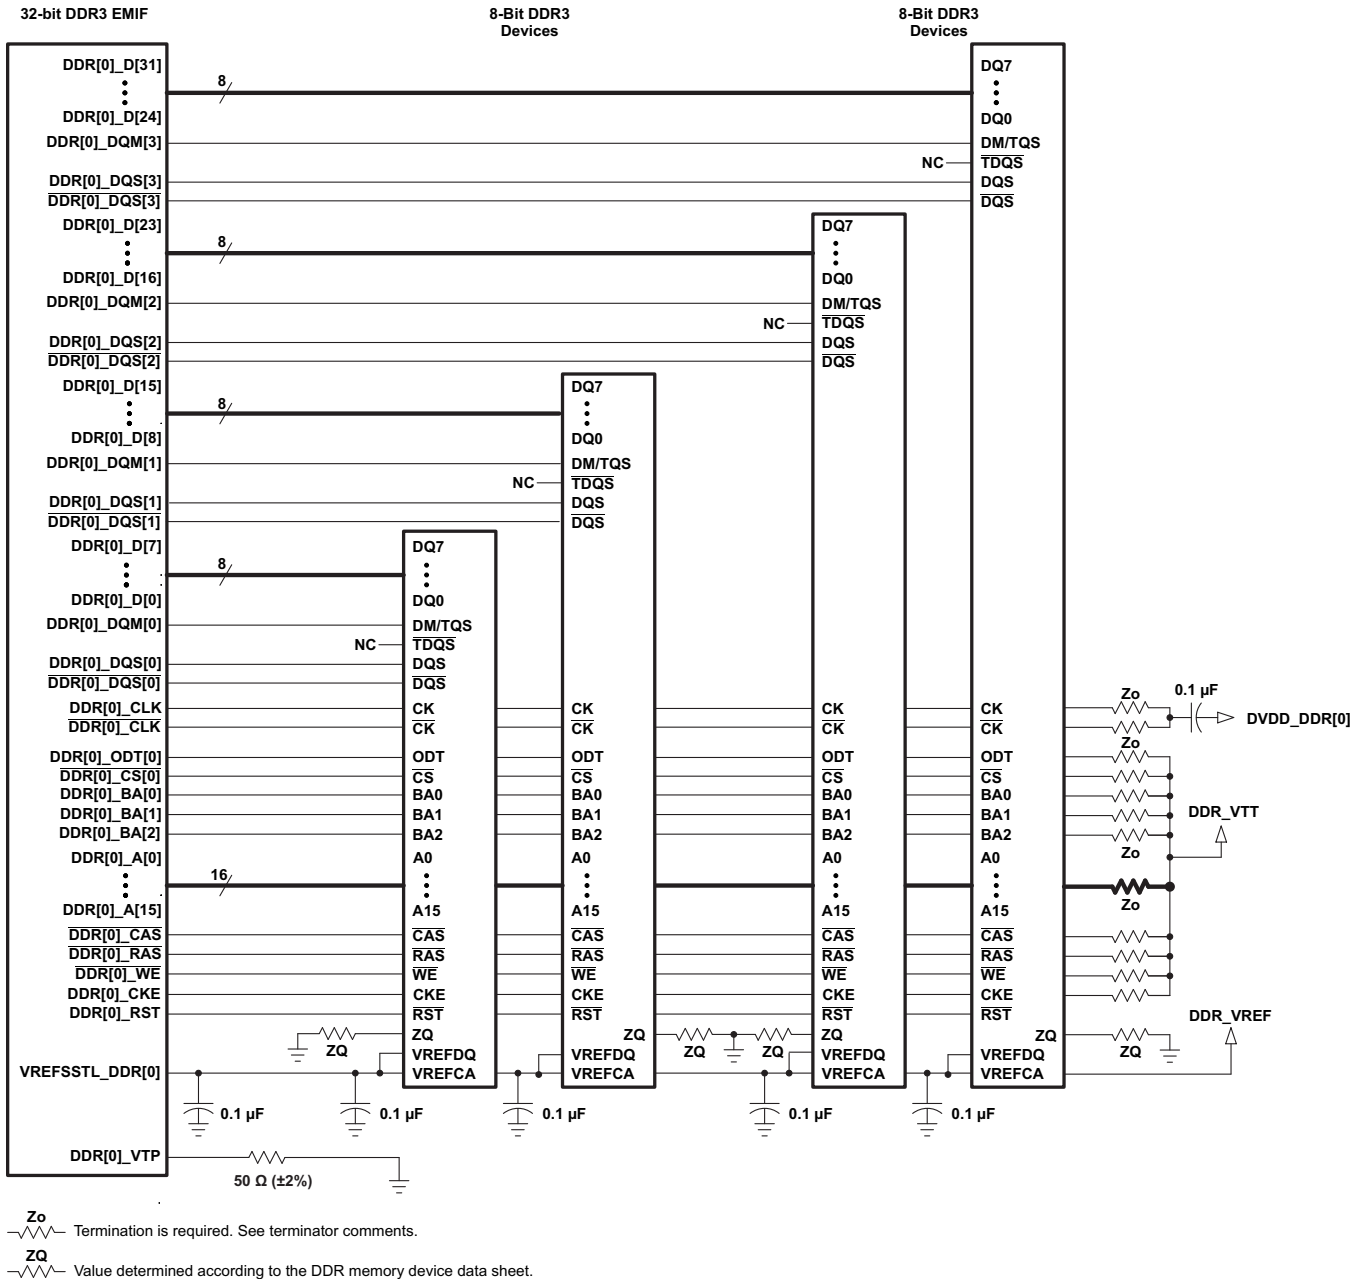 32-bit DDR3 EMIF
8-Bit DDR3
Devices
8-Bit DDR3
Devices
DDR[0]_D[31]
8
DQ7
DDR[0]_D[24]
DQ0
DDR[0]_DQM[3]
DM/TQS
NC
TDQS
DDR[0]_DQS[3]
DQS
DDR[0]_DQS[3]
DQS
DDR[0]_D[23]
8
DQ7
DDR[0]_D[16]
DQ0
DDR[0]_DQM[2]
DM/TQS
NC
TDQS
DDR[0]_DQS[2]
DQS
DDR[0]_DQS[2]
DQS
DDR[0]_D[15]
8
DQ7
DDR[0]_D[8]
DQ0
DDR[0]_DQM[1]
DM/TQS
NC
TDQS
DDR[0]_DQS[1]
DQS
DDR[0]_DQS[1]
DQS
DDR[0]_D[7]
8
DQ7
DDR[0]_D[0]
DQ0
DDR[0]_DQM[0]
DM/TQS
NC
TDQS
DDR[0]_DQS[0]
DQS
DDR[0]_DQS[0]
DQS
Zo
0.1 µF
DDR[0]_CLK CK CK CK CK
DVDD_DDR[0]
DDR[0]_CLK CK CK CK CK
Zo
DDR[0]_ODT[0] ODT ODT ODT ODT
DDR[0]_CS[0] CS CS CS CS
DDR[0]_BA[0] BA0 BA0 BA0 BA0
DDR[0]_BA[1] BA1 BA1 BA1 BA1
DDR_VTT
DDR[0]_BA[2] BA2 BA2 BA2 BA2
Zo
DDR[0]_A[0] A0 A0 A0 A0
16
Zo
DDR[0]_A[15] A15 A15 A15 A15
DDR[0]_CAS CAS CAS CAS CAS
DDR[0]_RAS RAS RAS RAS RAS
DDR[0]_WE WE WE WE WE
DDR[0]_CKE CKE CKE CKE CKE
DDR[0]_RST RST RST RST RST
DDR_VREF
ZQ ZQ ZQ ZQ
ZQ ZQ ZQ ZQ
VREFDQ VREFDQ VREFDQ VREFDQ
VREFSSTL_DDR[0] VREFCA VREFCA VREFCA VREFCA
0.1 µF 0.1 µF 0.1 µF 0.1 µF 0.1 µF
DDR[0]_VTP
50 Ω (±2%)
Zo
Termination is required. See terminator comments.
ZQ
Value determined according to the DDR memory device data sheet.